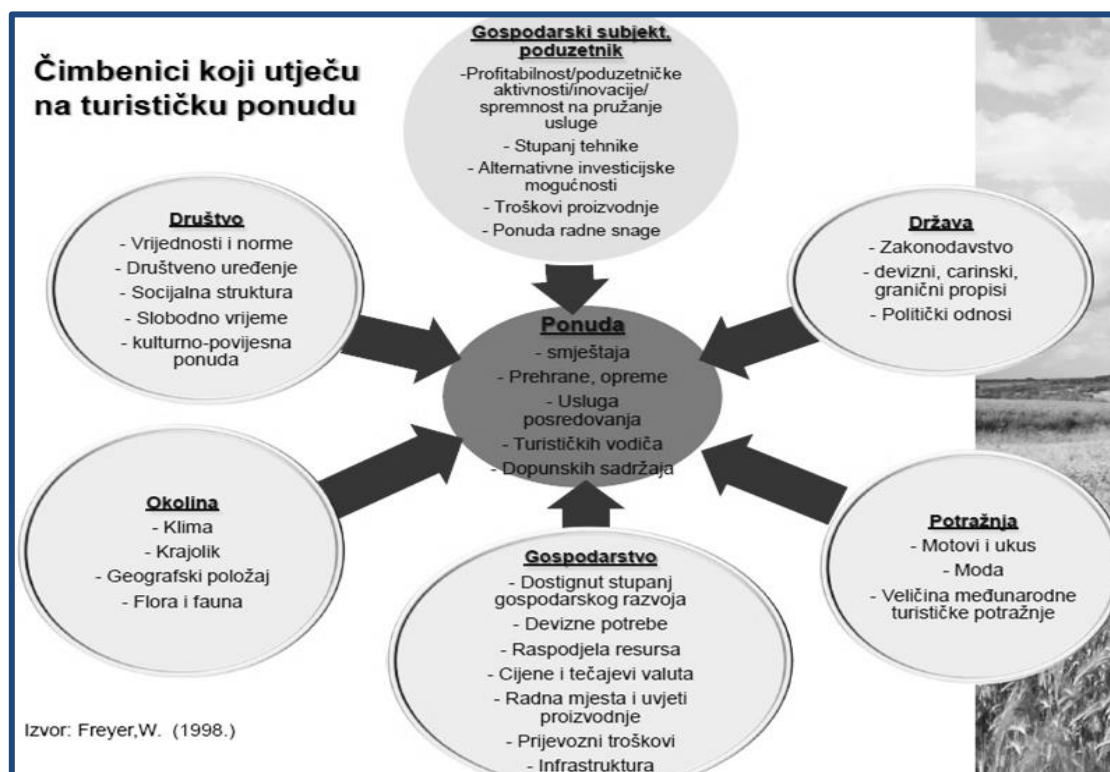 Čimbenici koji utječu
na turističku ponudu
Gospodarski subjekt,
poduzetnik
-Profitabilnost/poduzetničke
aktivnosti/inovacije/
spremnost na pružanje
usluge
- Stupanj tehnike
- Alternativne investicijske
mogućnosti
- Troškovi proizvodnje
- Ponuda radne snage
Društvo
- Vrijednosti i norme
- Društveno uređenje
- Socijalna struktura
- Slobodno vrijeme
- kulturno-povijesna
ponuda
Država
- Zakonodavstvo
- devizni, carinski,
granični propisi
- Politički odnosi
Ponuda
- smještaja
- Prehrane, opreme
- Usluga
posredovanja
- Turističkih vodiča
- Dopunskih sadržaja
Okolina
- Klima
- Krajolik
- Geografski položaj
- Flora i fauna
Gospodarstvo
- Dostignut stupanj
gospodarskog razvoja
- Devizne potrebe
- Raspodjela resursa
- Cijene i tečajevi valuta
- Radna mjesta i uvjeti
proizvodnje
- Prijevozni troškovi
- Infrastruktura
Potražnja
- Motovi i ukus
- Moda
- Veličina međunarodne
turističke potražnje
Izvor: Freyer,W. (1998.)